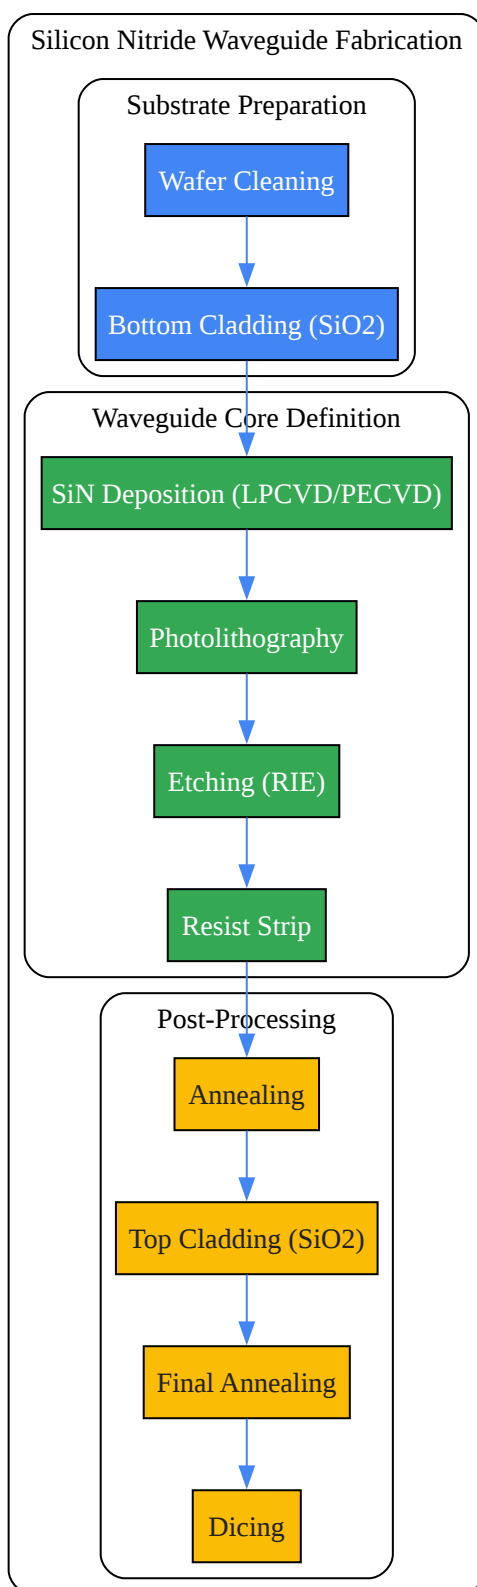 Silicon Nitride Waveguide Fabrication
Substrate Preparation
Wafer Cleaning
Bottom Cladding (SiO2)
Waveguide Core Definition
SiN Deposition (LPCVD/PECVD)
Photolithography
Etching (RIE)
Resist Strip
Post-Processing
Annealing
Top Cladding (SiO2)
Final Annealing
Dicing